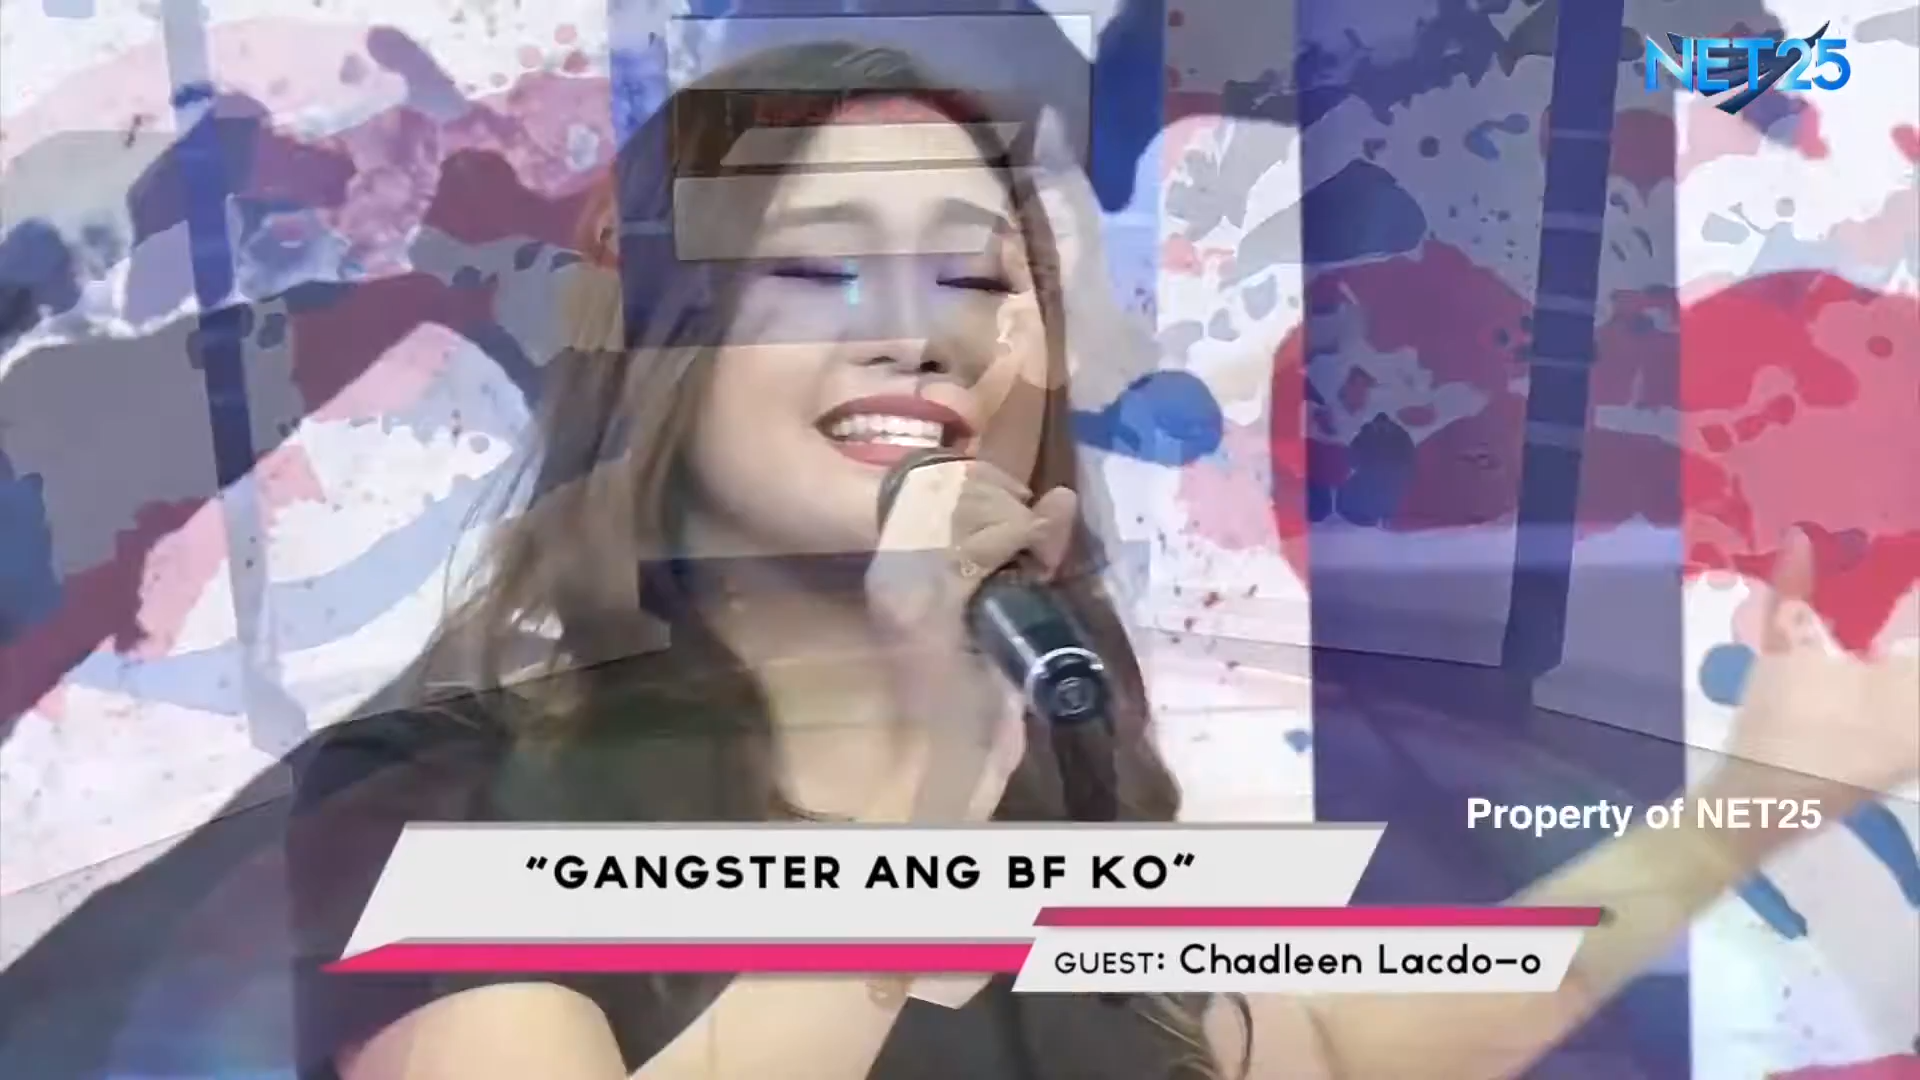 NET25
Property of NET25
“GANGSTER ANG BF KO”
GUEST: Chadleen Lacdo-o